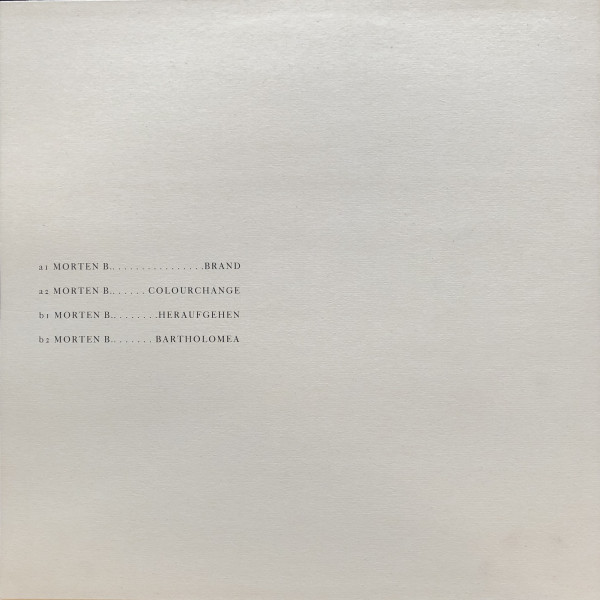 a1 MORTEN B.. . . . . . . . . . . . . . . .BRAND
a2 MORTEN B.. . . . . . COLOURCHANGE
b1 MORTEN B.. . . . . . . .HERAUFGEHEN
b2 MORTEN B.. . . . . . . BARTHOLOMEA